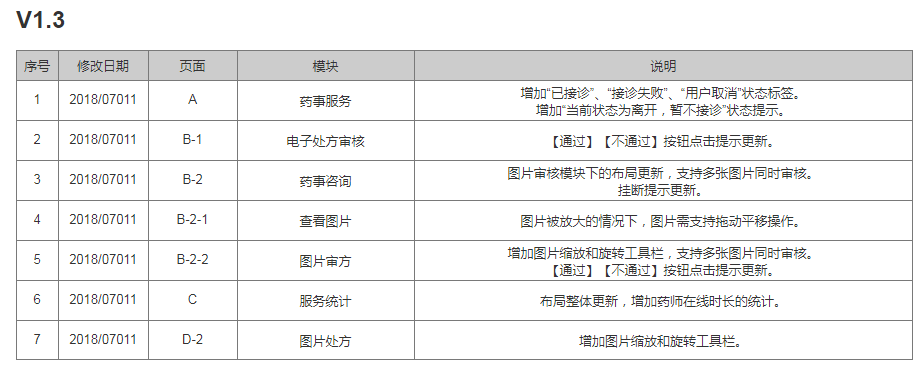 V1.3
序号 修改日期 页面 模块 说明
1 2018/07011 A 药事服务 增加“已接诊”、“接诊失败”、“用户取消”状态标签。
增加“当前状态为离开，暂不接诊”状态提示。
2 2018/07011 B-1 电子处方审核 【通过】【不通过】按钮点击提示更新。
3 2018/07011 B-2 药事咨询 图片审核模块下的布局更新，支持多张图片同时审核。
挂断提示更新。
4 2018/07011 B-2-1 查看图片 图片被放大的情况下，图片需支持拖动平移操作。
5 2018/07011 B-2-2 图片审方 增加图片缩放和旋转工具栏，支持多张图片同时审核。
【通过】【不通过】按钮点击提示更新。
6 2018/07011 C 服务统计 布局整体更新，增加药师在线时长的统计。
7 2018/07011 D-2 图片处方 增加图片缩放和旋转工具栏。